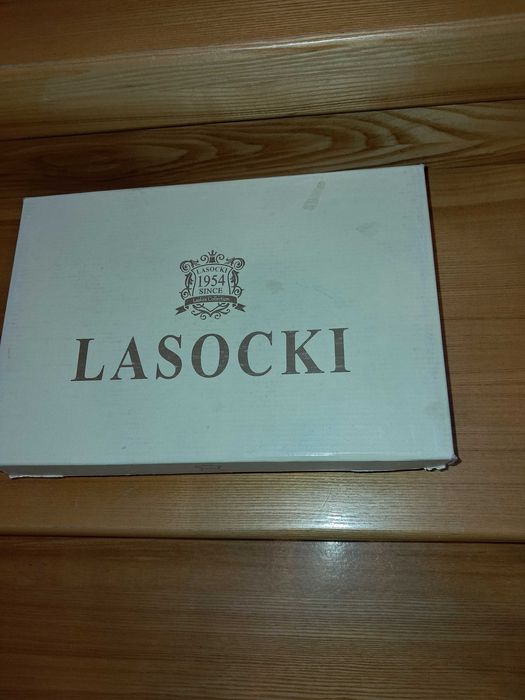 LASOCKI
1954
SINCE
Ladies Collection
LASOCKI